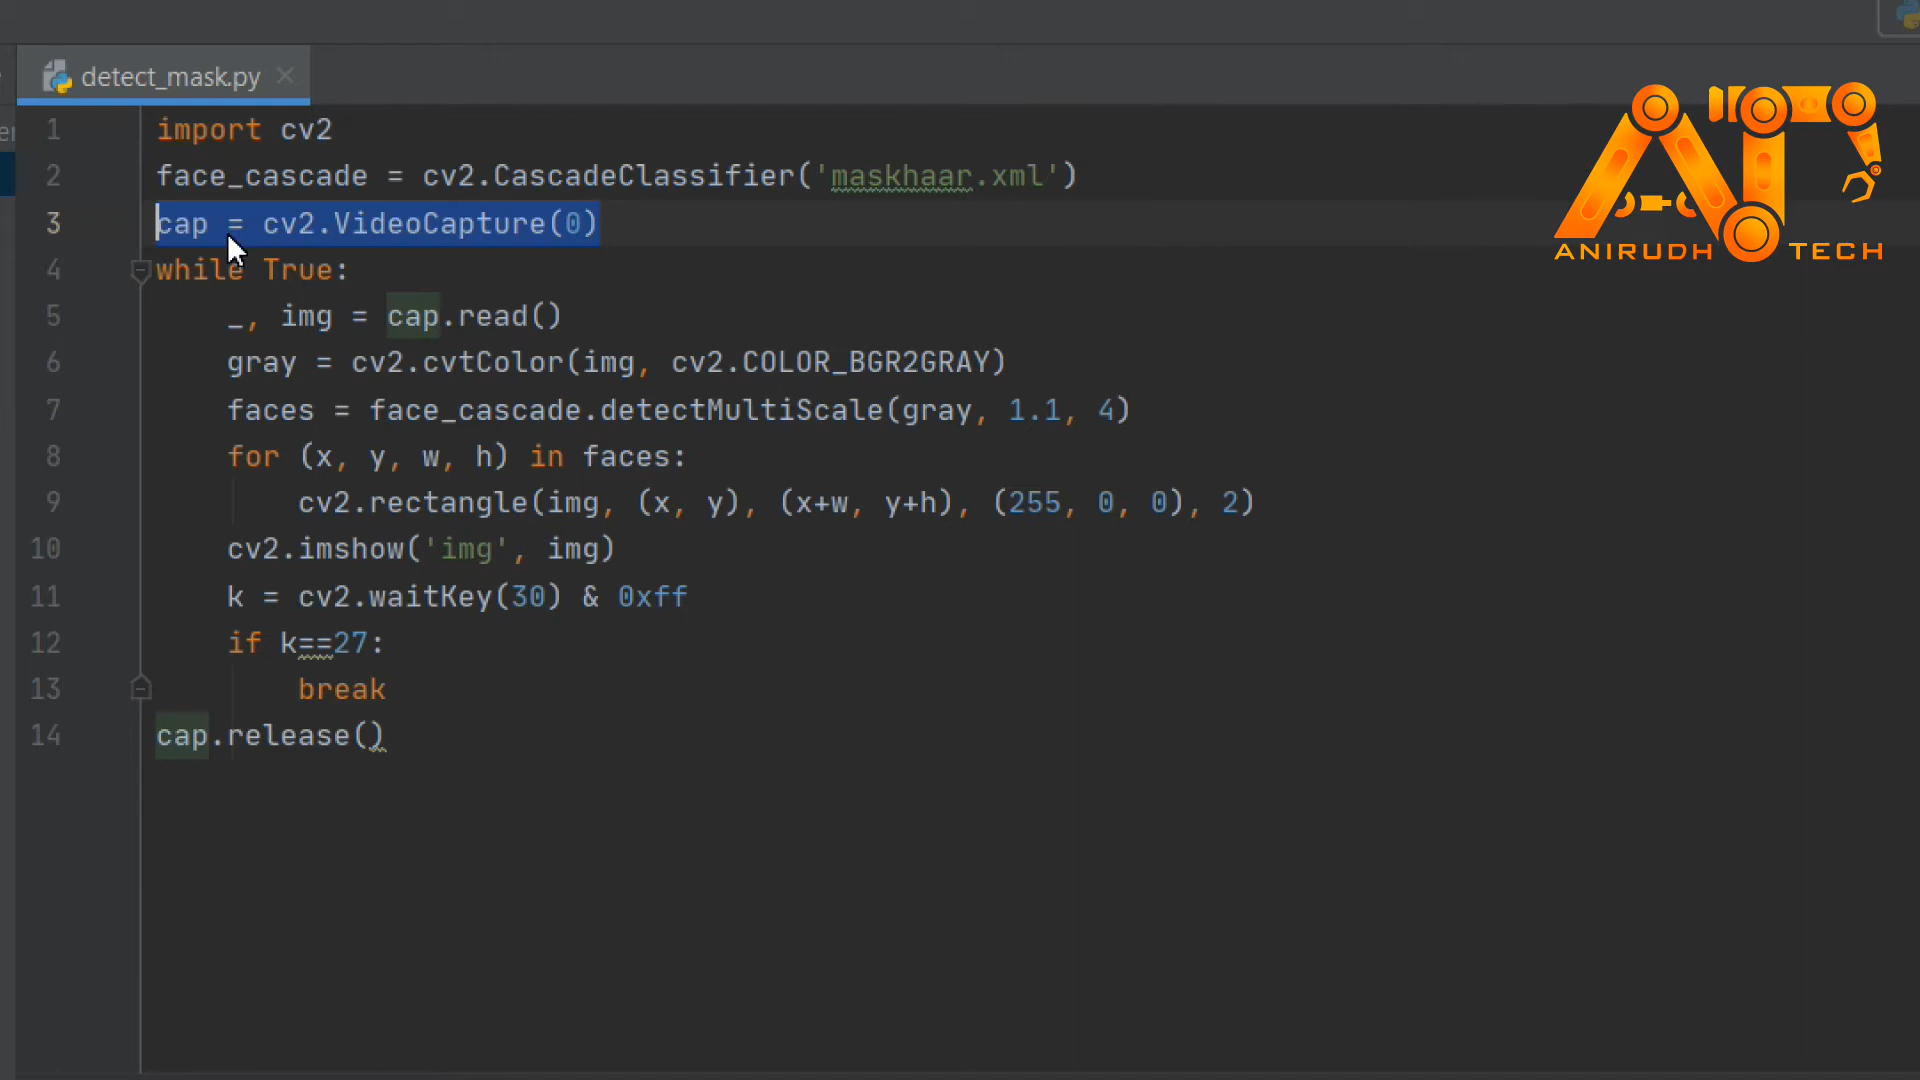 detect_mask.py
1 import cv2
2 face_cascade = cv2.CascadeClassifier('maskhaar.xml')
3 cap = cv2.VideoCapture(0)
4 while True:
5 _, img = cap.read()
6 gray = cv2.cvtColor(img, cv2.COLOR_BGR2GRAY)
7 faces = face_cascade.detectMultiScale(gray, 1.1, 4)
8 for (x, y, w, h) in faces:
9 cv2.rectangle(img, (x, y), (x+w, y+h), (255, 0, 0), 2)
10 cv2.imshow('img', img)
11 k = cv2.waitKey(30) & 0xff
12 if k==27:
13 break
14 cap.release()
ANIRUDH TECH